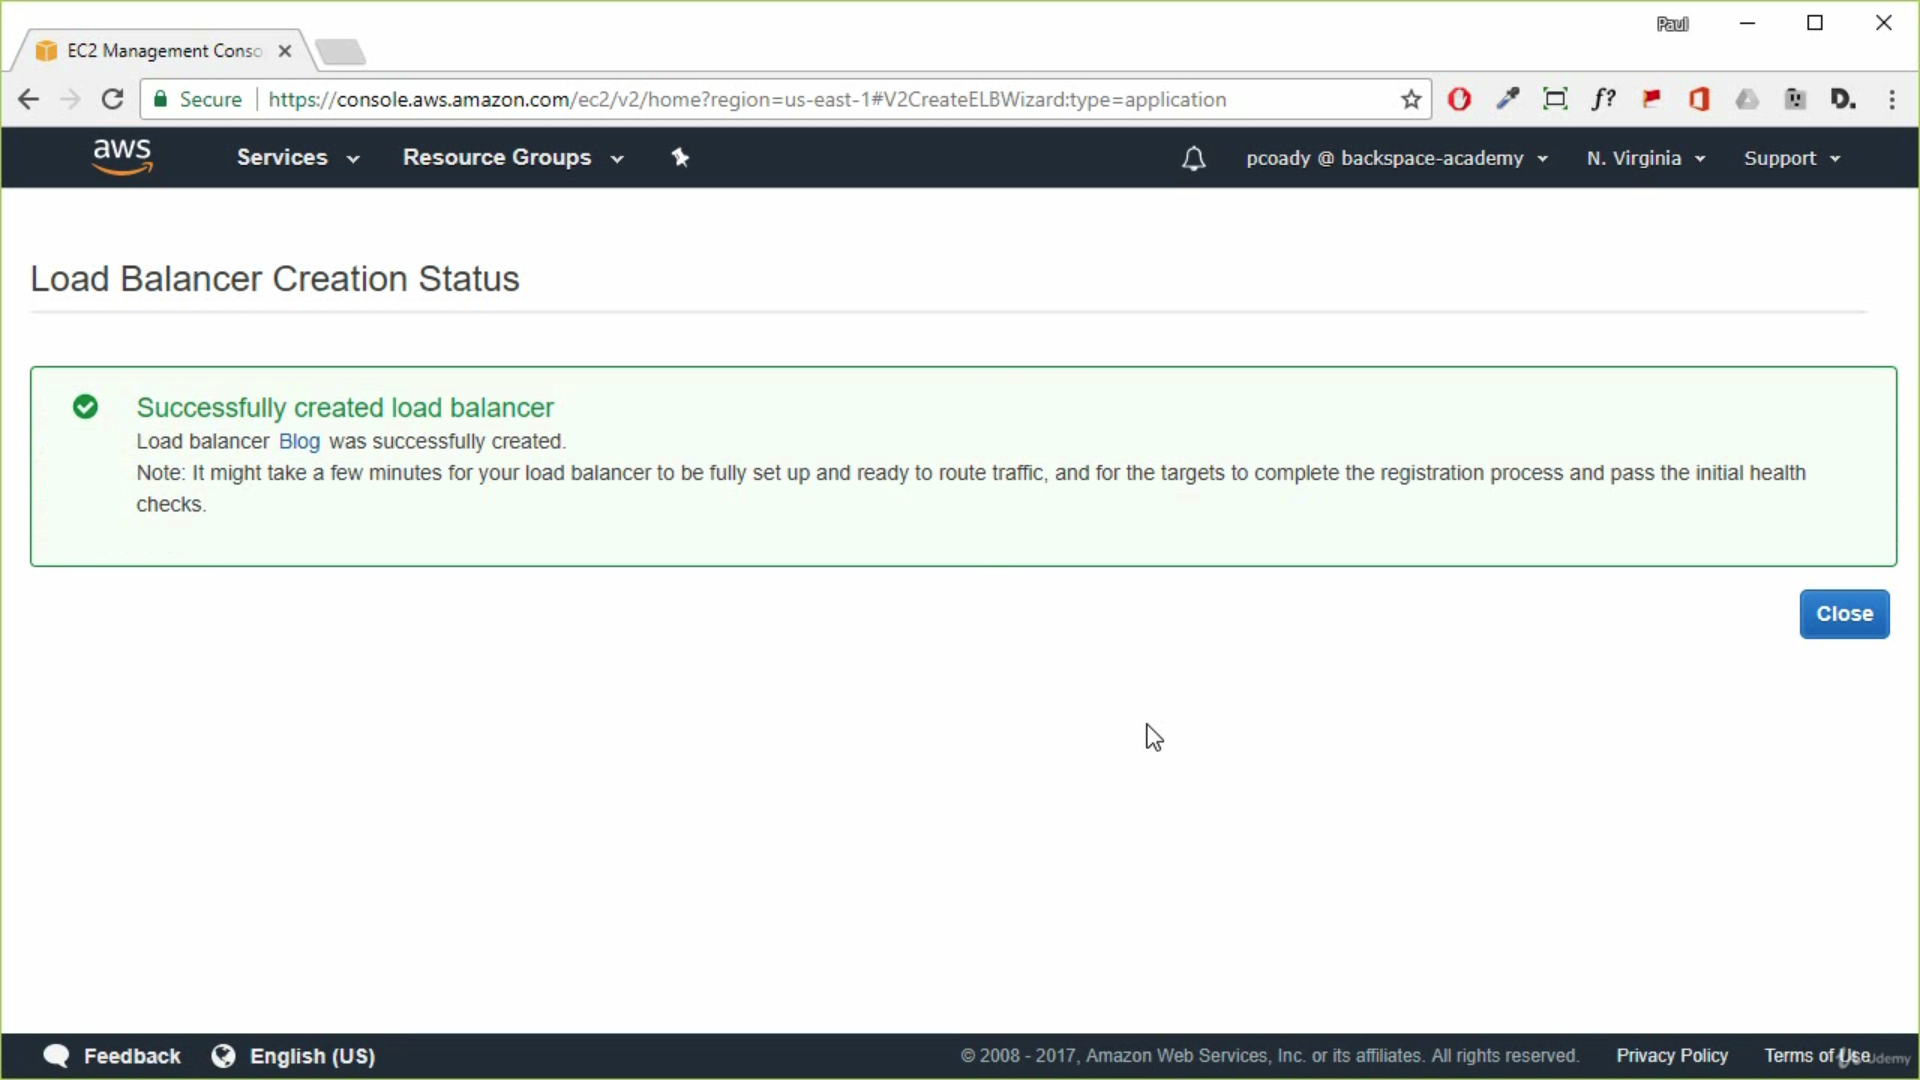 Paul
EC2 Management Conso
Secure
https://console.aws.amazon.com/ec2/v2/home?region=us-east-1#V2CreateELBWizard:type=application
f?
D.
aws
Services
Resource Groups
pcoady @ backspace-academy
N. Virginia
Support
Load Balancer Creation Status
Successfully created load balancer
Load balancer Blog was successfully created.
Note: It might take a few minutes for your load balancer to be fully set up and ready to route traffic, and for the targets to complete the registration process and pass the initial health
checks.
Close
Feedback
English (US)
© 2008 - 2017, Amazon Web Services, Inc. or its affiliates. All rights reserved.
Privacy Policy
Terms of Use
Udemy